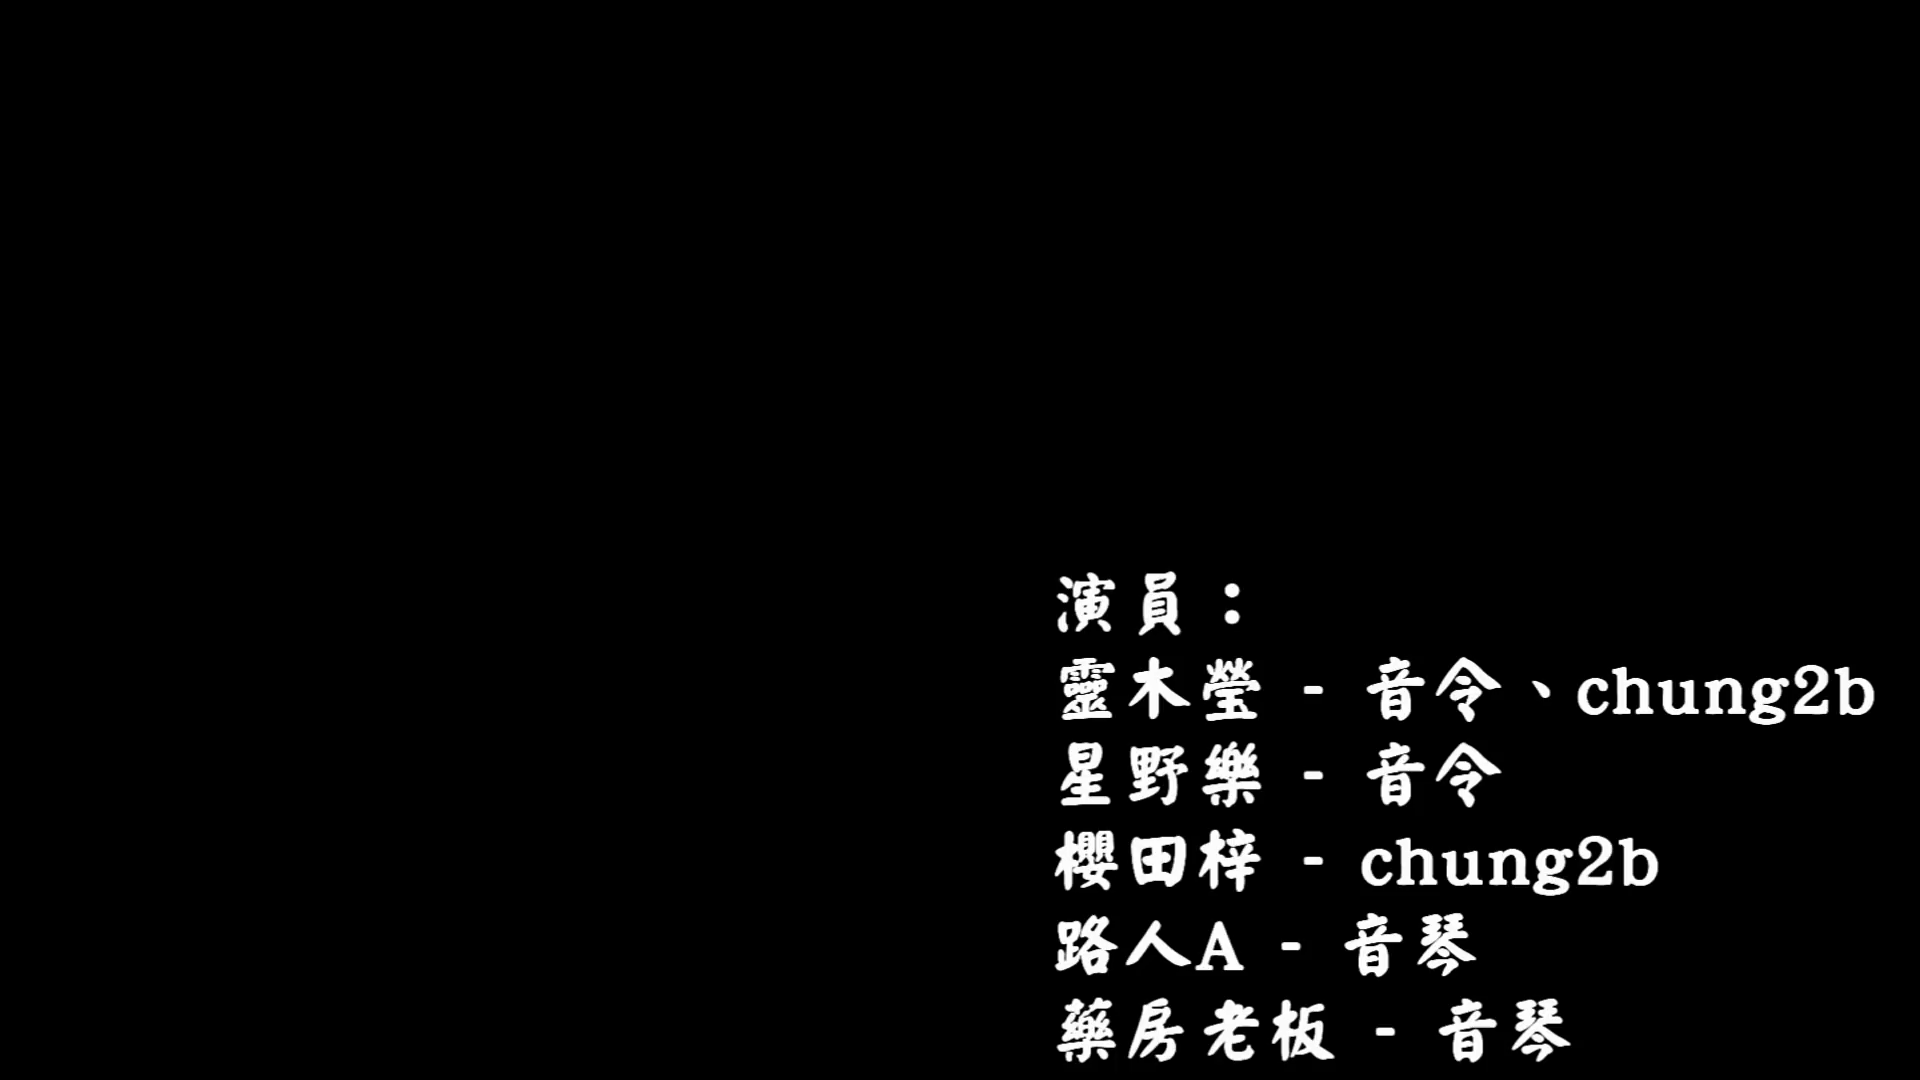 演員：
靈木瑩 - 音令、chung2b
星野樂 - 音令
櫻田梓 - chung2b
路人A - 音琴
藥房老板 - 音琴